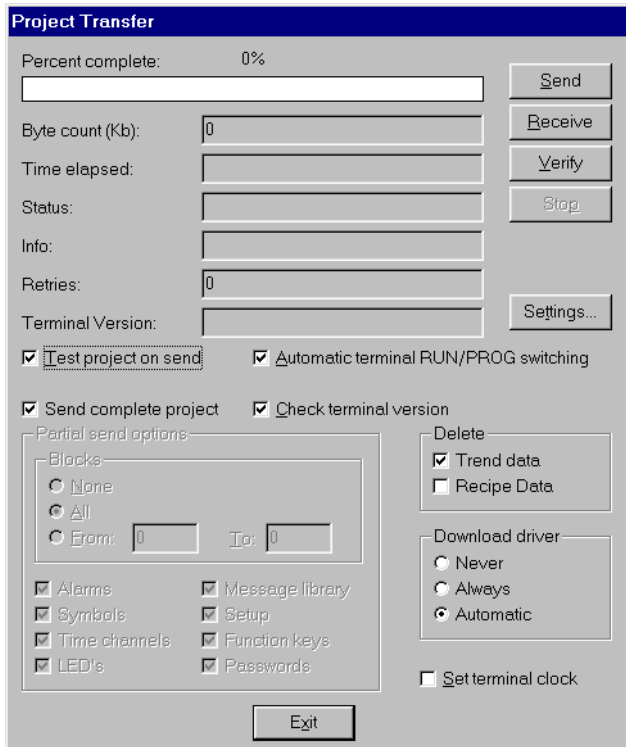 Project Transfer
Percent complete: 0%
Send
Byte count (Kb): 0
Receive
Time elapsed:
Verify
Status:
Stop
Info:
Retries: 0
Terminal Version:
Settings...
Test project on send Automatic terminal RUN/PROG switching
Send complete project Check terminal version
Partial send options
Blocks
None
All
From: 0 To: 0
Alarms Message library
Symbols Setup
Time channels Function keys
LED's Passwords
Delete
Trend data
Recipe Data
Download driver
Never
Always
Automatic
Set terminal clock
Exit